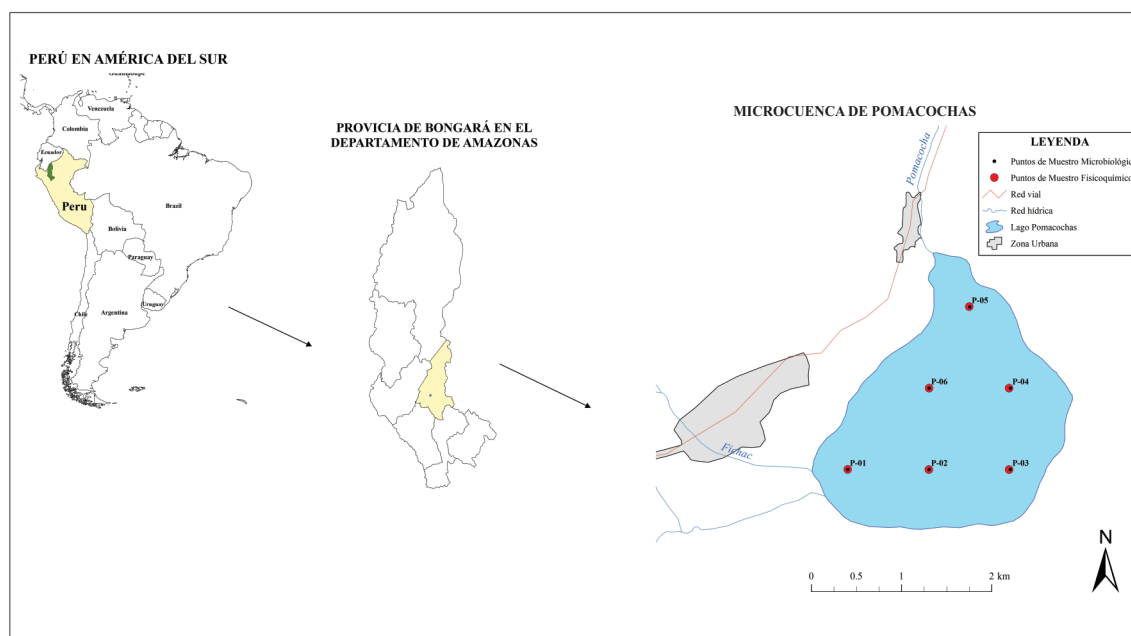 PERÚ EN AMÉRICA DEL SUR
Venezuela
Colombia
Ecuador
Peru
Brazil
Bolivia
Paraguay
Uruguay
Chile
Argentina
PROVICIA DE BONGARÁ EN EL
DEPARTAMENTO DE AMAZONAS
MICROCUENCA DE POMACOCHAS
Pomacocha
LEYENDA
Puntos de Muestro Microbiológic
Puntos de Muestro Fisicoquímico
Red vial
Red hídrica
Lago Pomacochas
Zona Urbana
P-05
P-06
P-04
Fichac
P-01
P-02
P-03
N
0 0.5 1 2 km